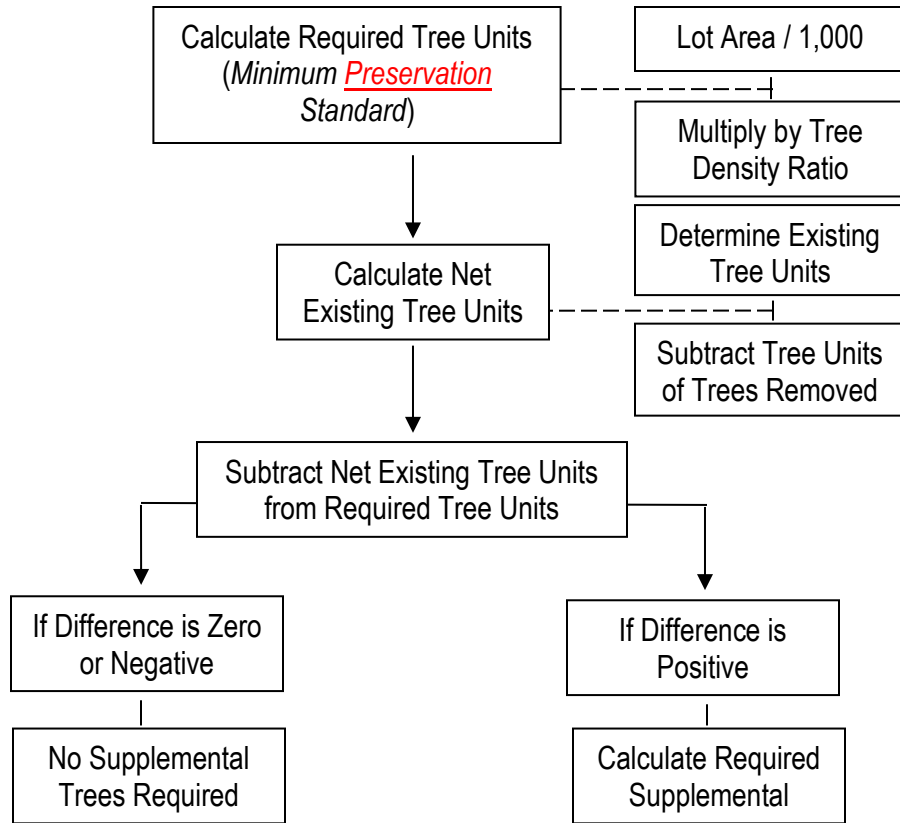 Calculate Required Tree Units
(Minimum Preservation
Standard)
Lot Area / 1,000
Multiply by Tree
Density Ratio
Calculate Net
Existing Tree Units
Determine Existing
Tree Units
Subtract Tree Units
of Trees Removed
Subtract Net Existing Tree Units
from Required Tree Units
If Difference is Zero
or Negative
No Supplemental
Trees Required
If Difference is
Positive
Calculate Required
Supplemental